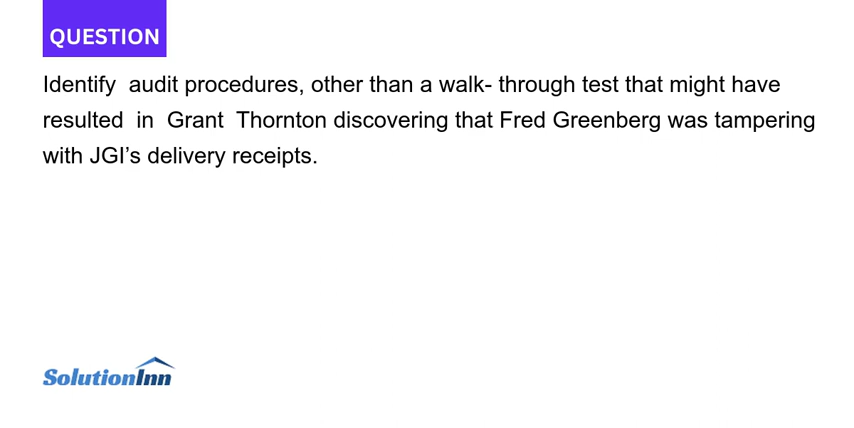 QUESTION
Identify  audit procedures, other than a walk- through test that might have
resulted  in  Grant  Thornton discovering that Fred Greenberg was tampering
with JGI’s delivery receipts.
SolutionInn